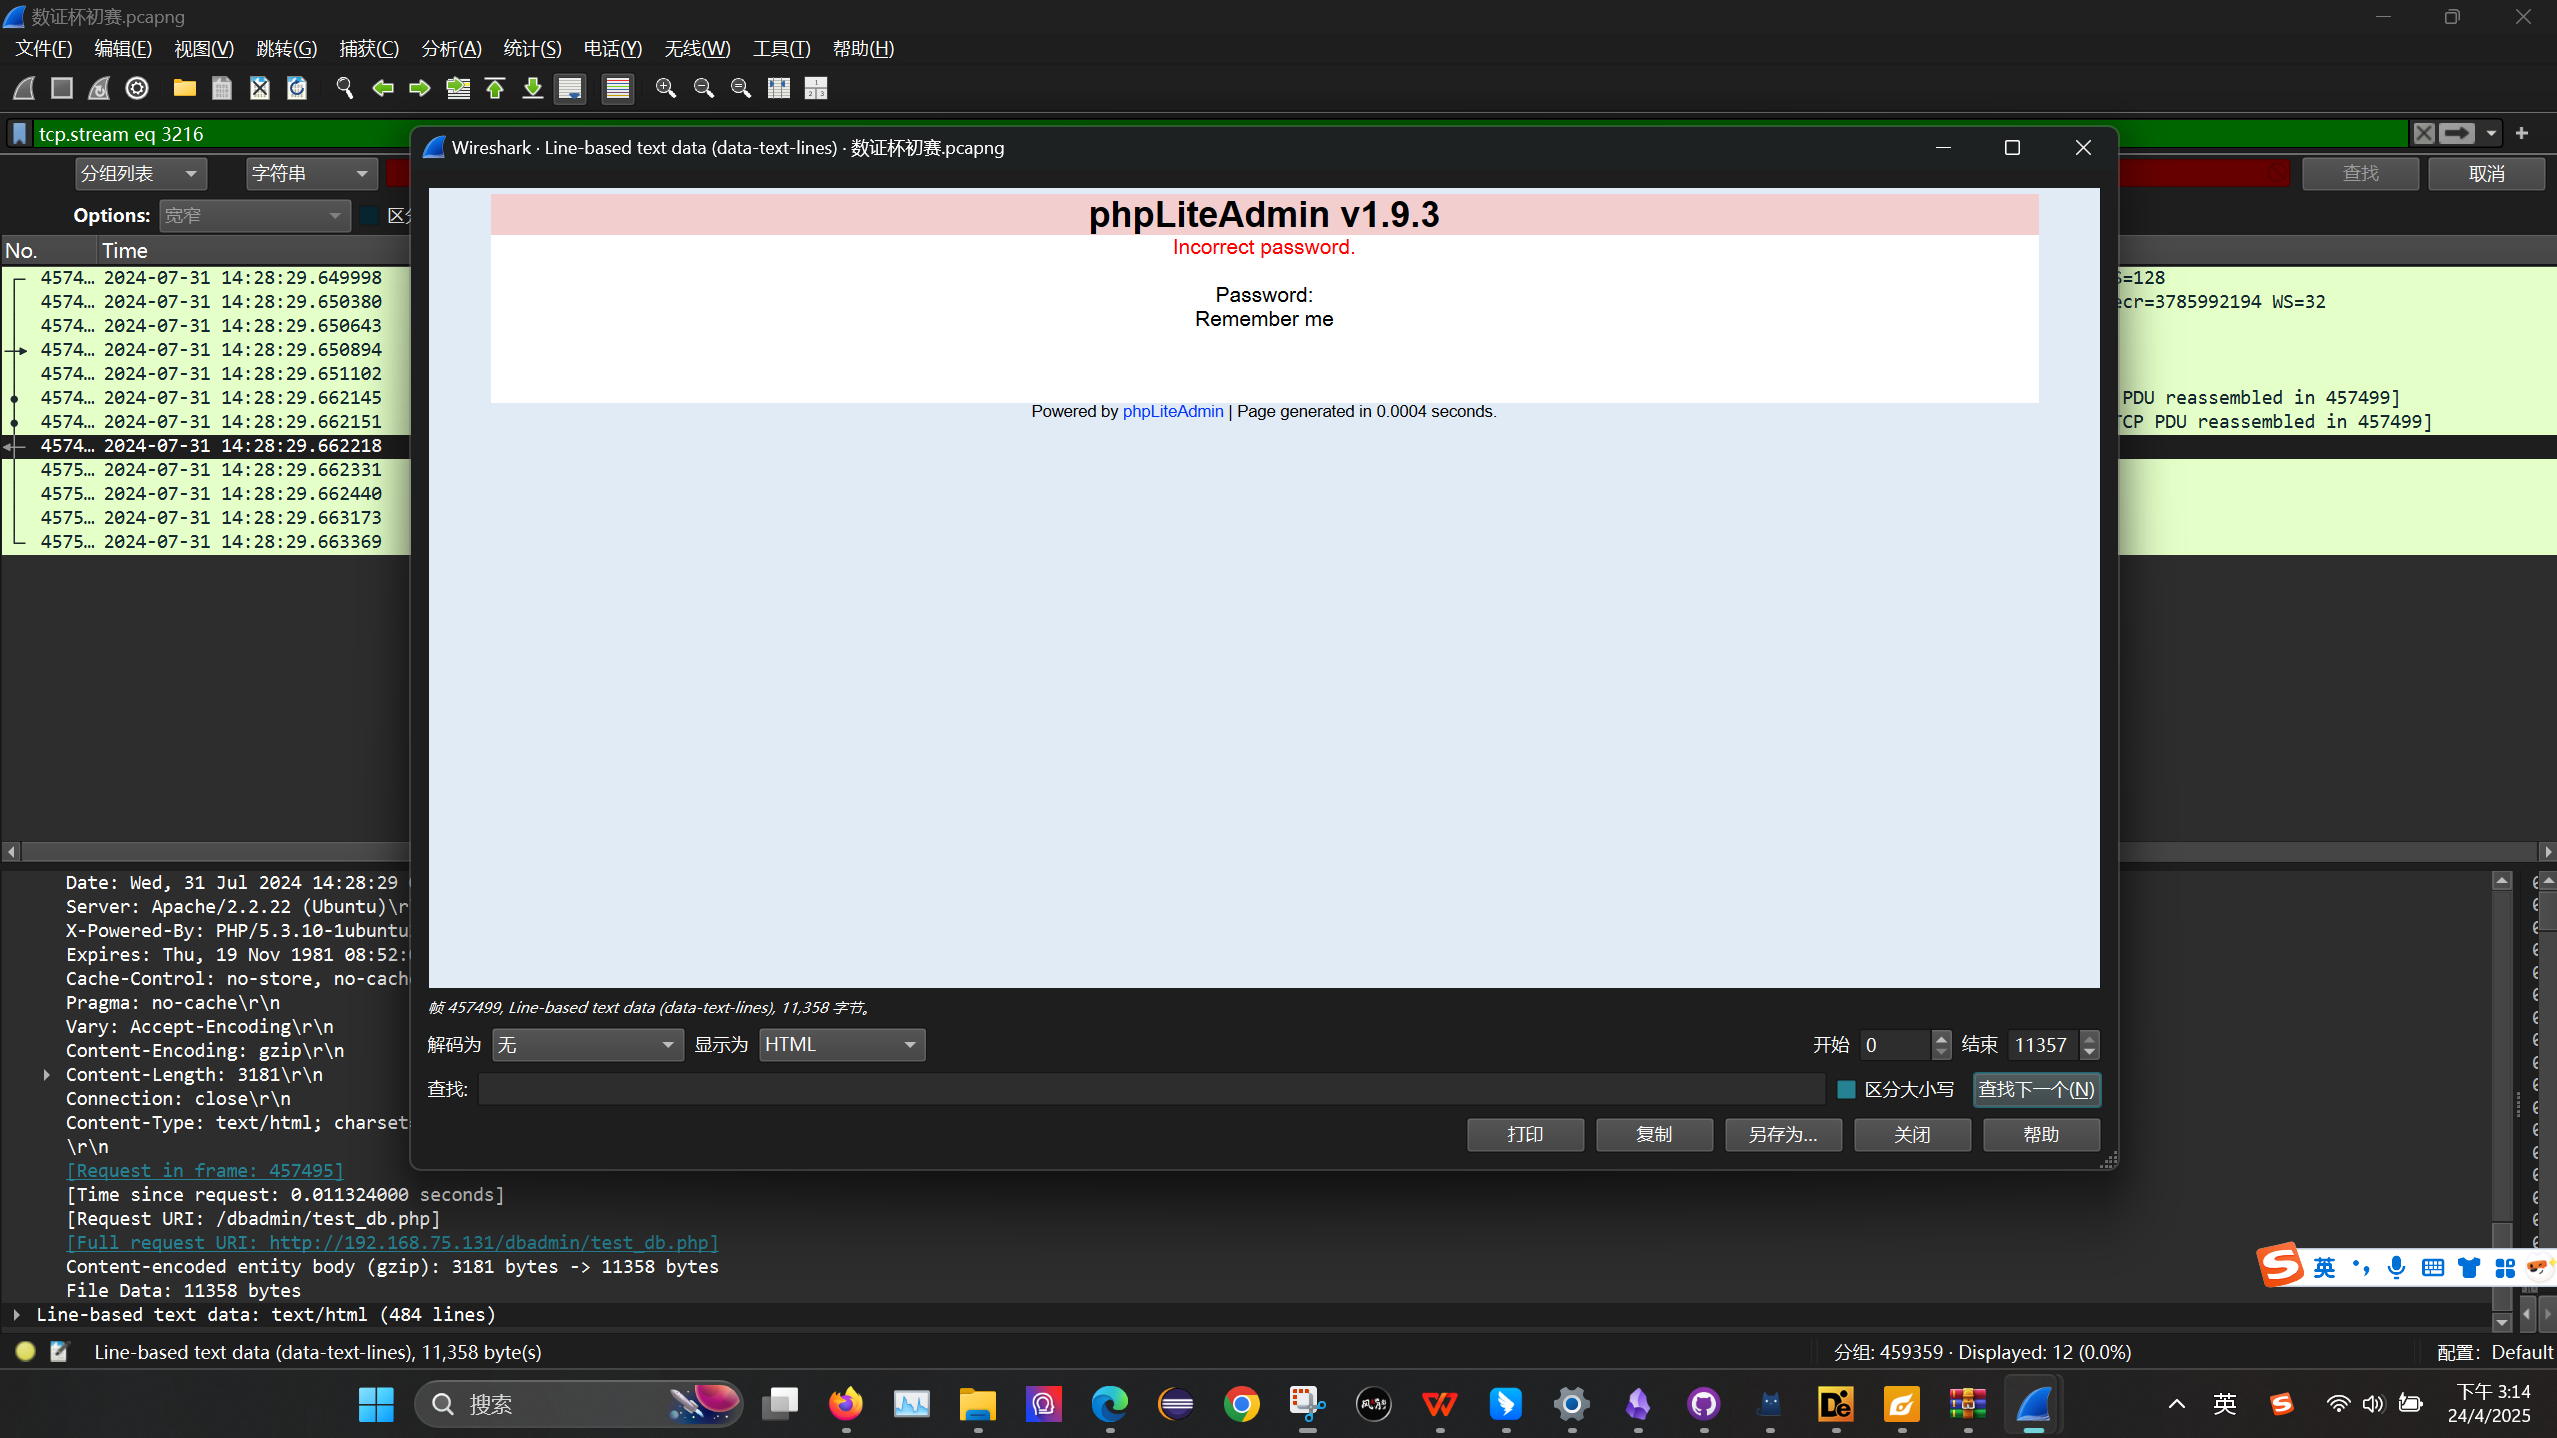 数证杯初赛.pcapng
文件(F) 编辑(E) 视图(V) 跳转(G) 捕获(C) 分析(A) 统计(S) 电话(Y) 无线(W) 工具(T) 帮助(H)
tcp.stream eq 3216
分组列表 字符串 查找 取消
Options: 宽窄
No. Time
4574… 2024-07-31 14:28:29.649998 =128
4574… 2024-07-31 14:28:29.650380 ecr=3785992194 WS=32
4574… 2024-07-31 14:28:29.650643
4574… 2024-07-31 14:28:29.650894
4574… 2024-07-31 14:28:29.651102
4574… 2024-07-31 14:28:29.662145 PDU reassembled in 457499]
4574… 2024-07-31 14:28:29.662151 TCP PDU reassembled in 457499]
4574… 2024-07-31 14:28:29.662218
4575… 2024-07-31 14:28:29.662331
4575… 2024-07-31 14:28:29.662440
4575… 2024-07-31 14:28:29.663173
4575… 2024-07-31 14:28:29.663369
Wireshark · Line-based text data (data-text-lines) · 数证杯初赛.pcapng
phpLiteAdmin v1.9.3
Incorrect password.
Password:
Remember me
Powered by phpLiteAdmin | Page generated in 0.0004 seconds.
帧 457499, Line-based text data (data-text-lines), 11,358 字节。
解码为 无 显示为 HTML 开始 0 结束 11357
查找: 区分大小写 查找下一个(N)
打印 复制 另存为… 关闭 帮助
Date: Wed, 31 Jul 2024 14:28:29
Server: Apache/2.2.22 (Ubuntu)\r
X-Powered-By: PHP/5.3.10-1ubuntu
Expires: Thu, 19 Nov 1981 08:52:
Cache-Control: no-store, no-cach
Pragma: no-cache\r\n
Vary: Accept-Encoding\r\n
Content-Encoding: gzip\r\n
Content-Length: 3181\r\n
Connection: close\r\n
Content-Type: text/html; charset
\r\n
[Request in frame: 457495]
[Time since request: 0.011324000 seconds]
[Request URI: /dbadmin/test_db.php]
[Full request URI: http://192.168.75.131/dbadmin/test_db.php]
Content-encoded entity body (gzip): 3181 bytes -> 11358 bytes
File Data: 11358 bytes
Line-based text data: text/html (484 lines)
英
Line-based text data (data-text-lines), 11,358 byte(s) 分组: 459359 · Displayed: 12 (0.0%) 配置: Default
搜索 英 下午 3:14
24/4/2025